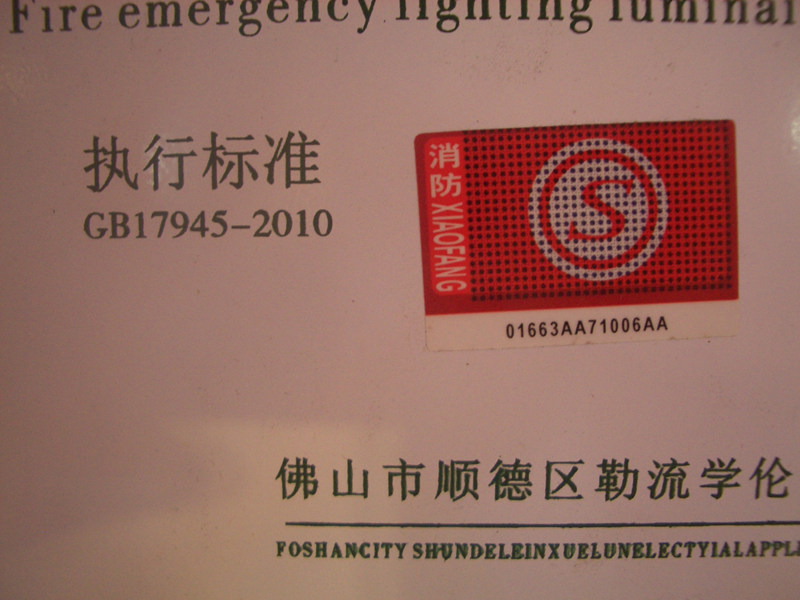 Fire emergency lighting luminai
执行标准
GB17945-2010
消防 XIAOFANG
S
01663AA71006AA
佛山市顺德区勒流学伦
FOSHANCITY SHUNDELEINXUELUNELECTYIALAPPLI